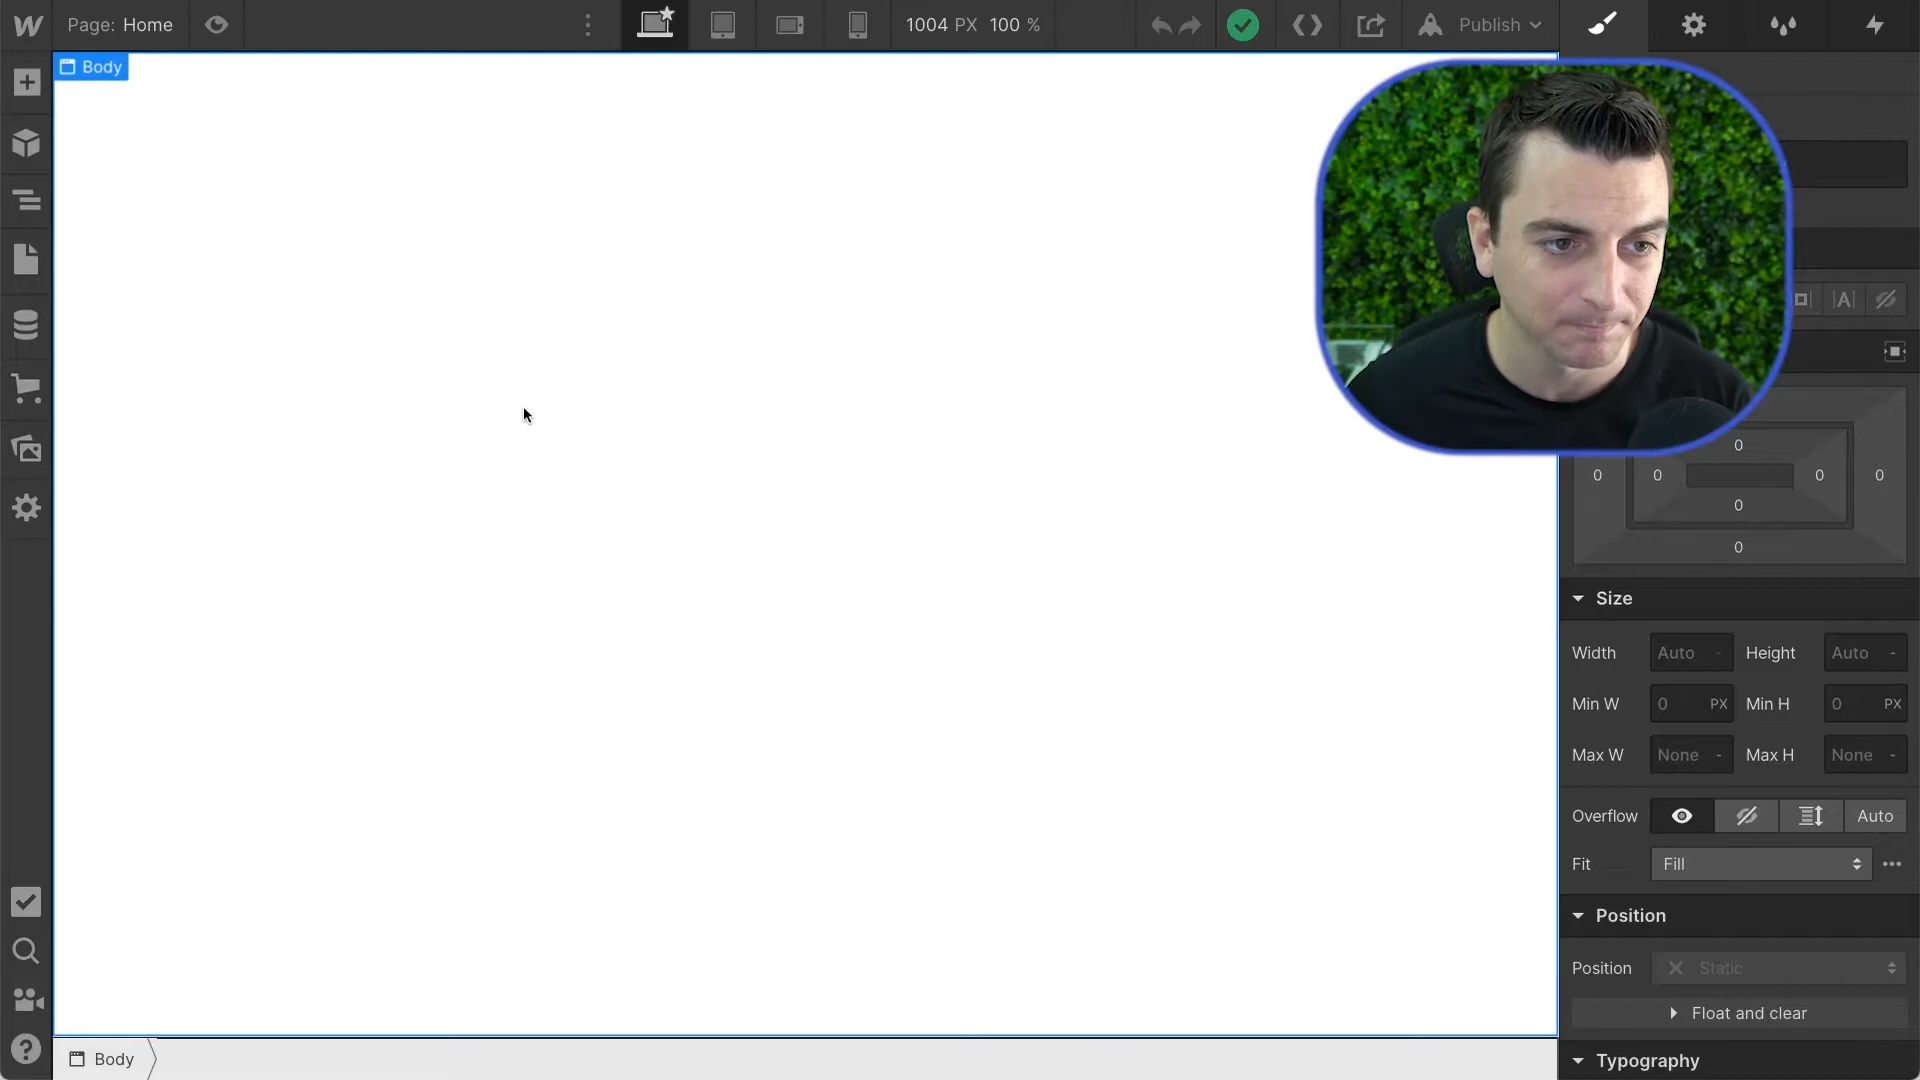 Page: Home
1004 PX 100 %
Publish
Body
A
0
0 0 0 0
0
0
Size
Width Auto - Height Auto -
Min W 0 PX Min H 0 PX
Max W None - Max H None -
Overflow Auto
Fit Fill
Position
Position Static
Float and clear
Body
Typography